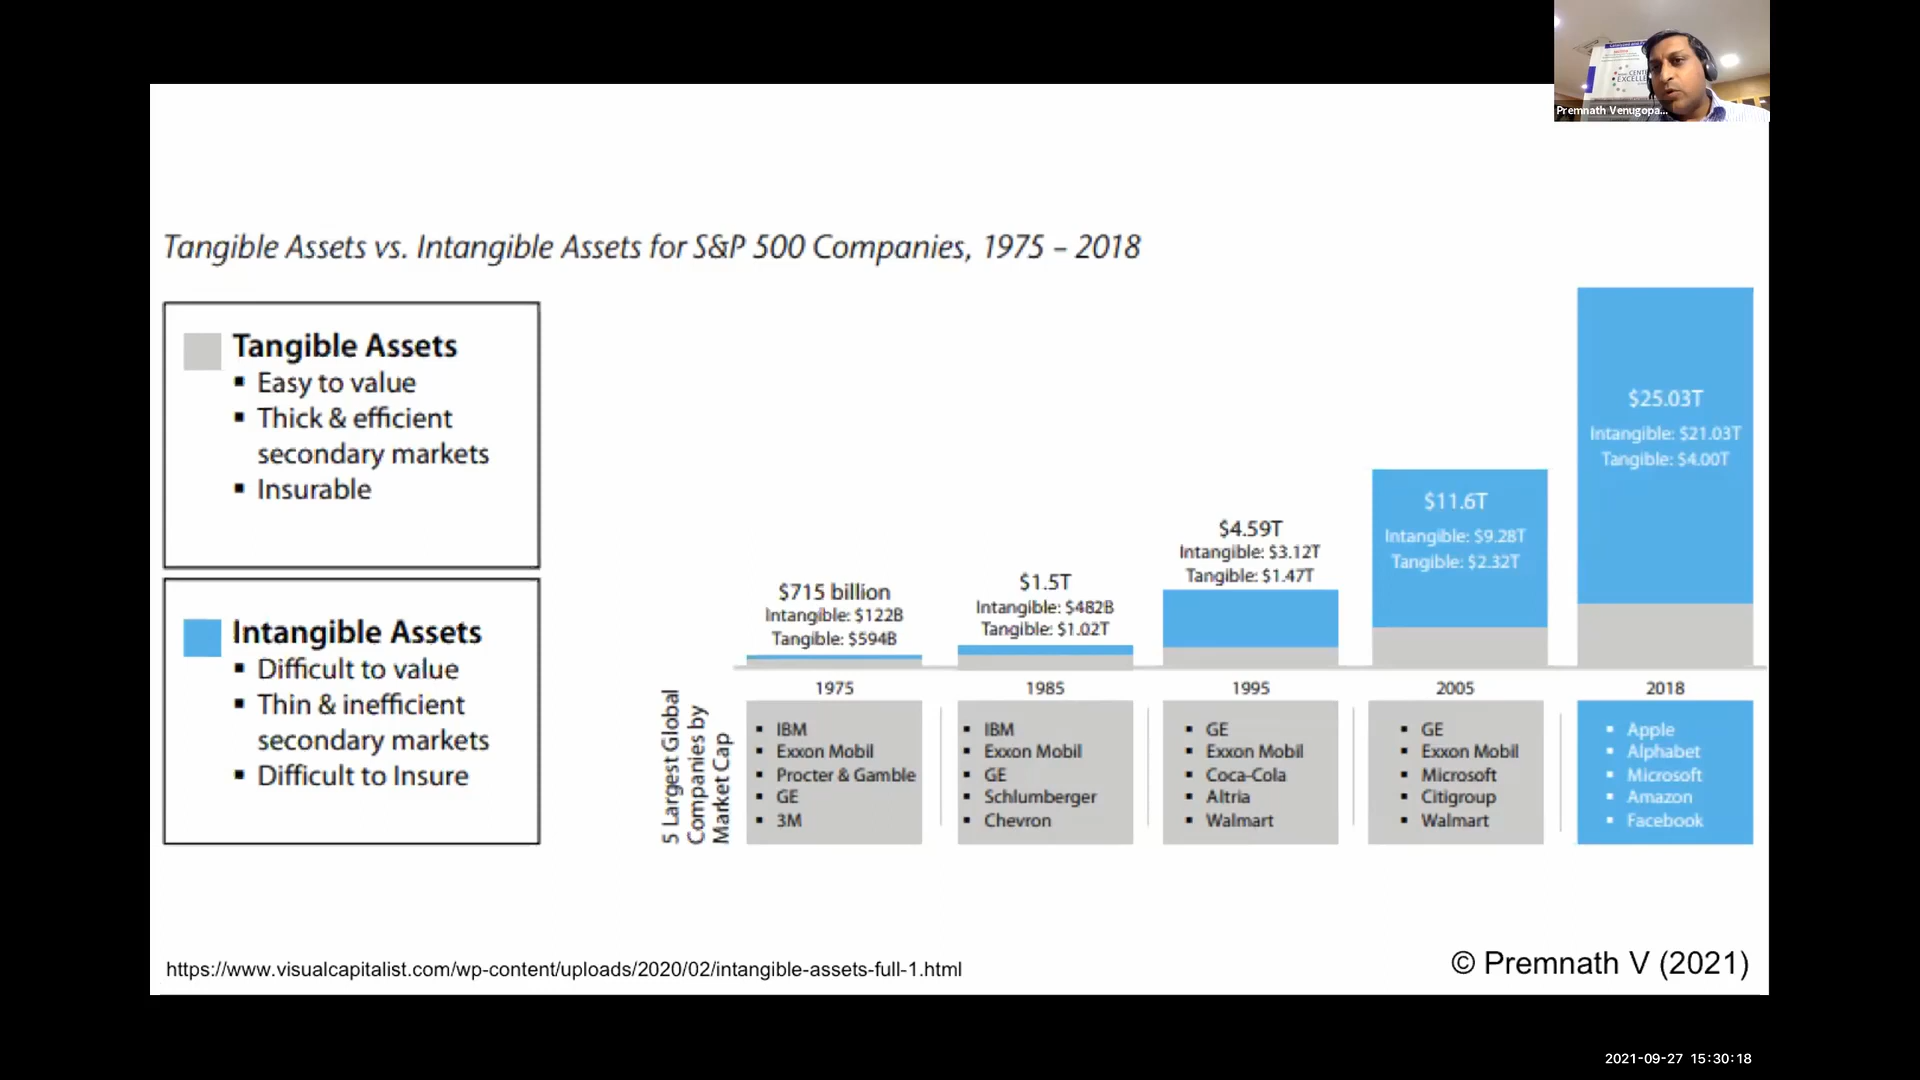 Premnath Venugopa...
Tangible Assets vs. Intangible Assets for S&P 500 Companies, 1975 – 2018
Tangible Assets
▪ Easy to value
▪ Thick & efficient
secondary markets
▪ Insurable
Intangible Assets
▪ Difficult to value
▪ Thin & inefficient
secondary markets
▪ Difficult to Insure
$715 billion
Intangible: $122B
Tangible: $594B
$1.5T
Intangible: $482B
Tangible: $1.02T
$4.59T
Intangible: $3.12T
Tangible: $1.47T
$11.6T
Intangible: $9.28T
Tangible: $2.32T
$25.03T
Intangible: $21.03T
Tangible: $4.00T
1975
1985
1995
2005
2018
5 Largest Global
Companies by
Market Cap
▪ IBM
▪ Exxon Mobil
▪ Procter & Gamble
▪ GE
▪ 3M
▪ IBM
▪ Exxon Mobil
▪ GE
▪ Schlumberger
▪ Chevron
▪ GE
▪ Exxon Mobil
▪ Coca-Cola
▪ Altria
▪ Walmart
▪ GE
▪ Exxon Mobil
▪ Microsoft
▪ Citigroup
▪ Walmart
▪ Apple
▪ Alphabet
▪ Microsoft
▪ Amazon
▪ Facebook
https://www.visualcapitalist.com/wp-content/uploads/2020/02/intangible-assets-full-1.html
© Premnath V (2021)
2021-09-27 15:30:18